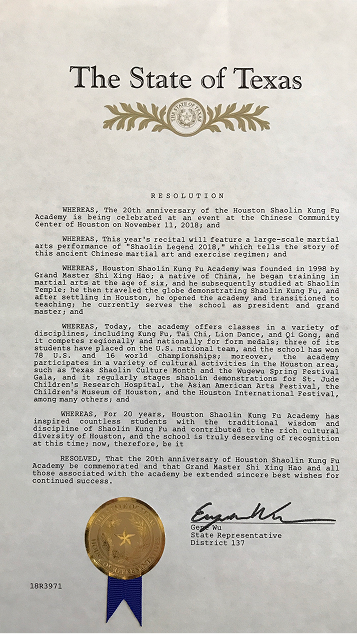 The State of Texas
THE STATE OF TEXAS
RESOLUTION
WHEREAS, The 20th anniversary of the Houston Shaolin Kung Fu
Academy is being celebrated at an event at the Chinese Community
Center of Houston on November 11, 2018; and
WHEREAS, This year's recital will feature a large-scale martial
arts performance of "Shaolin Legend 2018," which tells the story of
this ancient Chinese martial art and exercise regimen; and
WHEREAS, Houston Shaolin Kung Fu Academy was founded in 1998 by
Grand Master Shi Xing Hao; a native of China, he began training in
martial arts at the age of six, and he subsequently studied at Shaolin
Temple; he then traveled the globe demonstrating Shaolin Kung Fu, and
after settling in Houston, he opened the academy and transitioned to
teaching; he currently serves the school as president and grand
master; and
WHEREAS, Today, the academy offers classes in a variety of
disciplines, including Kung Fu, Tai Chi, Lion Dance, and Qi Gong, and
it competes regionally and nationally for form medals; three of its
students have placed on the U.S. national team, and the school has won
78 U.S. and 16 world championships; moreover, the academy
participates in a variety of cultural activities in the Houston area,
such as Texas Shaolin Culture Month and the Wugewu Spring Festival
Gala, and it regularly stages shaolin demonstrations for St. Jude
Children's Research Hospital, the Asian American Arts Festival, the
Children's Museum of Houston, and the Houston International Festival,
among many others; and
WHEREAS, For 20 years, Houston Shaolin Kung Fu Academy has
inspired countless students with the traditional wisdom and
discipline of Shaolin Kung Fu and contributed to the rich cultural
diversity of Houston, and the school is truly deserving of recognition
at this time; now, therefore, be it
RESOLVED, That the 20th anniversary of Houston Shaolin Kung Fu
Academy be commemorated and that Grand Master Shi Xing Hao and all
those associated with the academy be extended sincere best wishes for
continued success.
Gene Wu
State Representative
District 137
18R3971